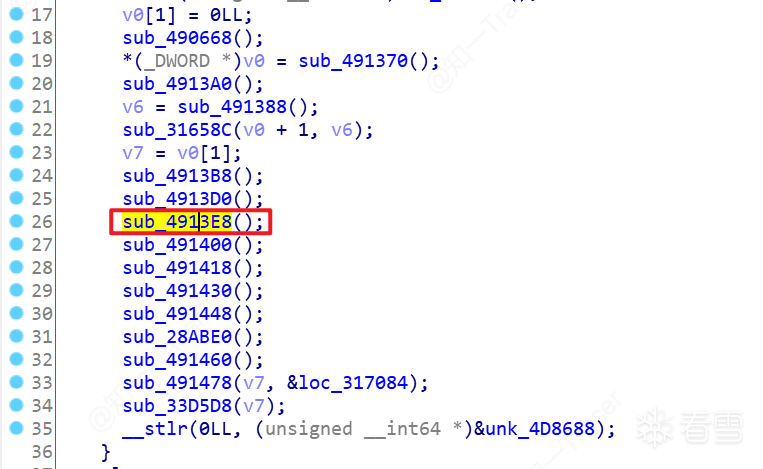 17 v0[1] = 0LL;
18 sub_490668();
19 *(_DWORD *)v0 = sub_491370();
20 sub_4913A0();
21 v6 = sub_491388();
22 sub_31658C(v0 + 1, v6);
23 v7 = v0[1];
24 sub_4913B8();
25 sub_4913D0();
26 sub_4913E8();
27 sub_491400();
28 sub_491418();
29 sub_491430();
30 sub_491448();
31 sub_28ABE0();
32 sub_491460();
33 sub_491478(v7, &loc_317084);
34 sub_33D5D8(v7);
35 __stlr(0LL, (unsigned __int64 *)&unk_4D8688);
36 }
看雪